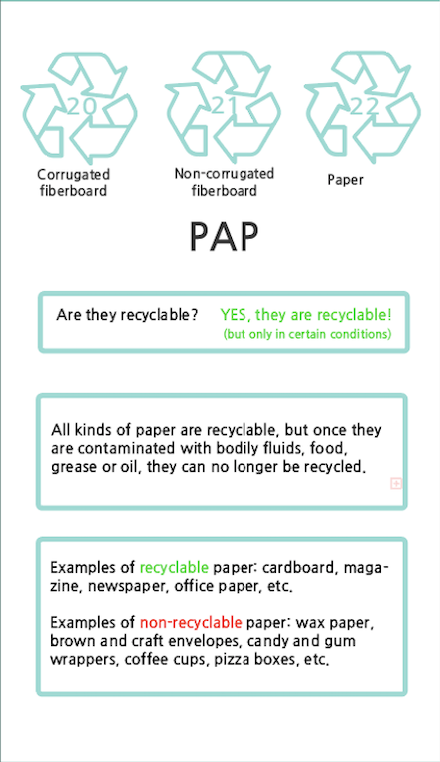 20 21 22
Corrugated
fiberboard
Non-corrugated
fiberboard
Paper
PAP
Are they recyclable? YES, they are recyclable!
(but only in certain conditions)
All kinds of paper are recyclable, but once they
are contaminated with bodily fluids, food,
grease or oil, they can no longer be recycled.
Examples of recyclable paper: cardboard, maga-
zine, newspaper, office paper, etc.
Examples of non-recyclable paper: wax paper,
brown and craft envelopes, candy and gum
wrappers, coffee cups, pizza boxes, etc.